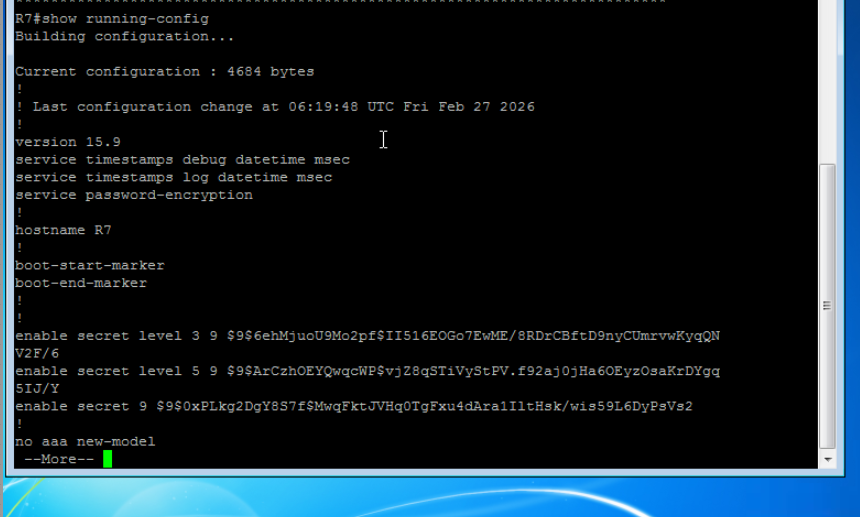 R7#show running-config
Building configuration...
Current configuration : 4684 bytes
!
! Last configuration change at 06:19:48 UTC Fri Feb 27 2026
!
version 15.9
service timestamps debug datetime msec
service timestamps log datetime msec
service password-encryption
!
hostname R7
!
boot-start-marker
boot-end-marker
!
!
enable secret level 3 9 $9$6ehMjuoU9Mo2pf$II516EOGo7EwME/8RDrCBftD9nyCUmrvwKyqQN
V2F/6
enable secret level 5 9 $9$ArCzhOEYQwqcWP$vjZ8qSTiVyStPV.f92aj0jHa6OEyzOsaKrDYgq
5IJ/Y
enable secret 9 $9$0xPLkg2DgY8S7f$MwqFktJVHq0TgFxu4dAra1IltHsk/wis59L6DyPsVs2
!
no aaa new-model
--More--